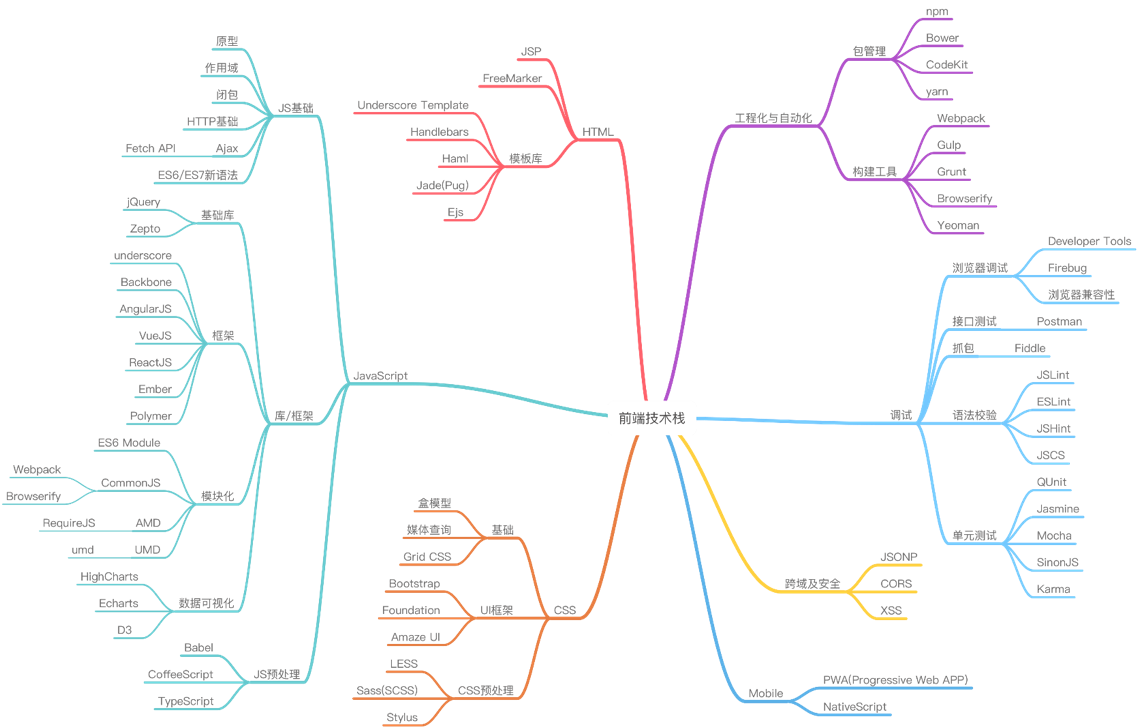 前端技术栈
JavaScript
JS基础
原型
作用域
闭包
HTTP基础
Ajax
Fetch API
ES6/ES7新语法
库/框架
基础库
jQuery
Zepto
框架
underscore
Backbone
AngularJS
VueJS
ReactJS
Ember
Polymer
模块化
ES6 Module
CommonJS
Webpack
Browserify
AMD
RequireJS
UMD
umd
数据可视化
HighCharts
Echarts
D3
JS预处理
Babel
CoffeeScript
TypeScript
HTML
JSP
FreeMarker
模板库
Underscore Template
Handlebars
Haml
Jade(Pug)
Ejs
CSS
基础
盒模型
媒体查询
Grid CSS
UI框架
Bootstrap
Foundation
Amaze UI
CSS预处理
LESS
Sass(SCSS)
Stylus
工程化与自动化
包管理
npm
Bower
CodeKit
yarn
构建工具
Webpack
Gulp
Grunt
Browserify
Yeoman
调试
浏览器调试
Developer Tools
Firebug
浏览器兼容性
接口测试
Postman
抓包
Fiddle
语法校验
JSLint
ESLint
JSHint
JSCS
单元测试
QUnit
Jasmine
Mocha
SinonJS
Karma
跨域及安全
JSONP
CORS
XSS
Mobile
PWA(Progressive Web APP)
NativeScript